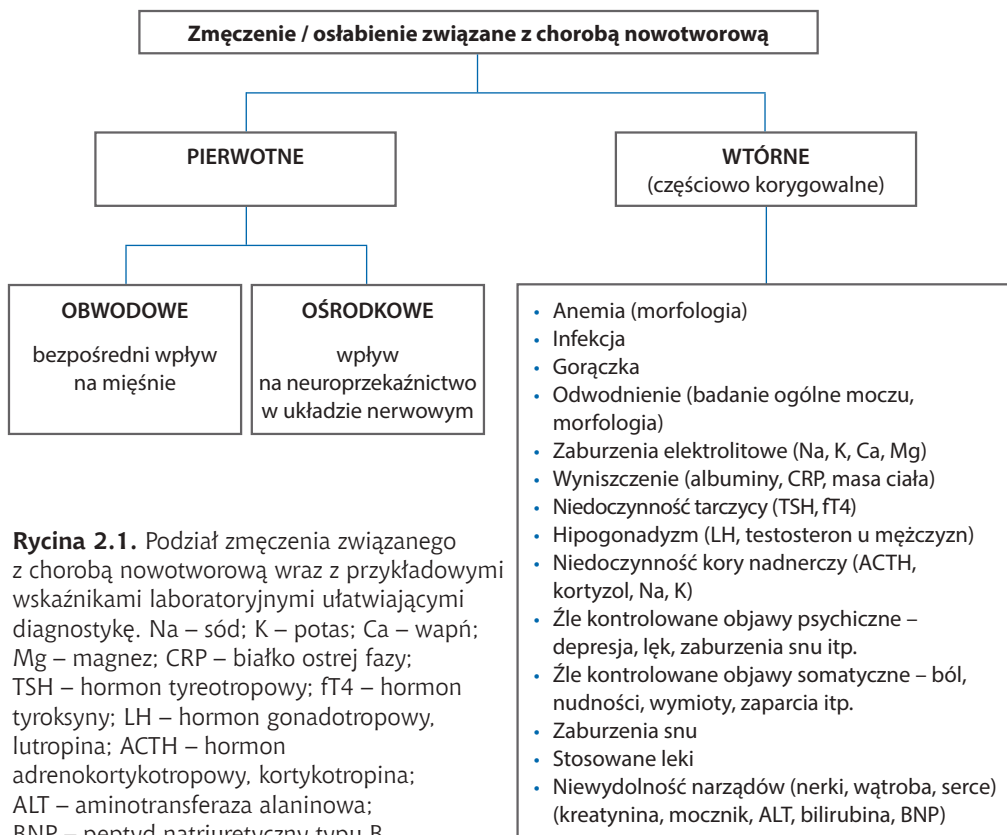 Zmęczenie / osłabienie związane z chorobą nowotworową
PIERWOTNE
WTÓRNE
(częściowo korygowalne)
OBWODOWE
bezpośredni wpływ
na mięśnie
OŚRODKOWE
wpływ
na neuroprzekaźnictwo
w układzie nerwowym
• Anemia (morfologia)
• Infekcja
• Gorączka
• Odwodnienie (badanie ogólne moczu,
morfologia)
• Zaburzenia elektrolitowe (Na, K, Ca, Mg)
• Wyniszczenie (albuminy, CRP, masa ciała)
• Niedoczynność tarczycy (TSH, fT4)
• Hipogonadyzm (LH, testosteron u mężczyzn)
• Niedoczynność kory nadnerczy (ACTH,
kortyzol, Na, K)
• Źle kontrolowane objawy psychiczne –
depresja, lęk, zaburzenia snu itp.
• Źle kontrolowane objawy somatyczne – ból,
nudności, wymioty, zaparcia itp.
• Zaburzenia snu
• Stosowane leki
• Niewydolność narządów (nerki, wątroba, serce)
(kreatynina, mocznik, ALT, bilirubina, BNP)
Rycina 2.1. Podział zmęczenia związanego
z chorobą nowotworową wraz z przykładowymi
wskaźnikami laboratoryjnymi ułatwiającymi
diagnostykę. Na – sód; K – potas; Ca – wapń;
Mg – magnez; CRP – białko ostrej fazy;
TSH – hormon tyreotropowy; fT4 – hormon
tyroksyny; LH – hormon gonadotropowy,
lutropina; ACTH – hormon
adrenokortykotropowy, kortykotropina;
ALT – aminotransferaza alaninowa;
BNP – peptyd natriuretyczny typu B